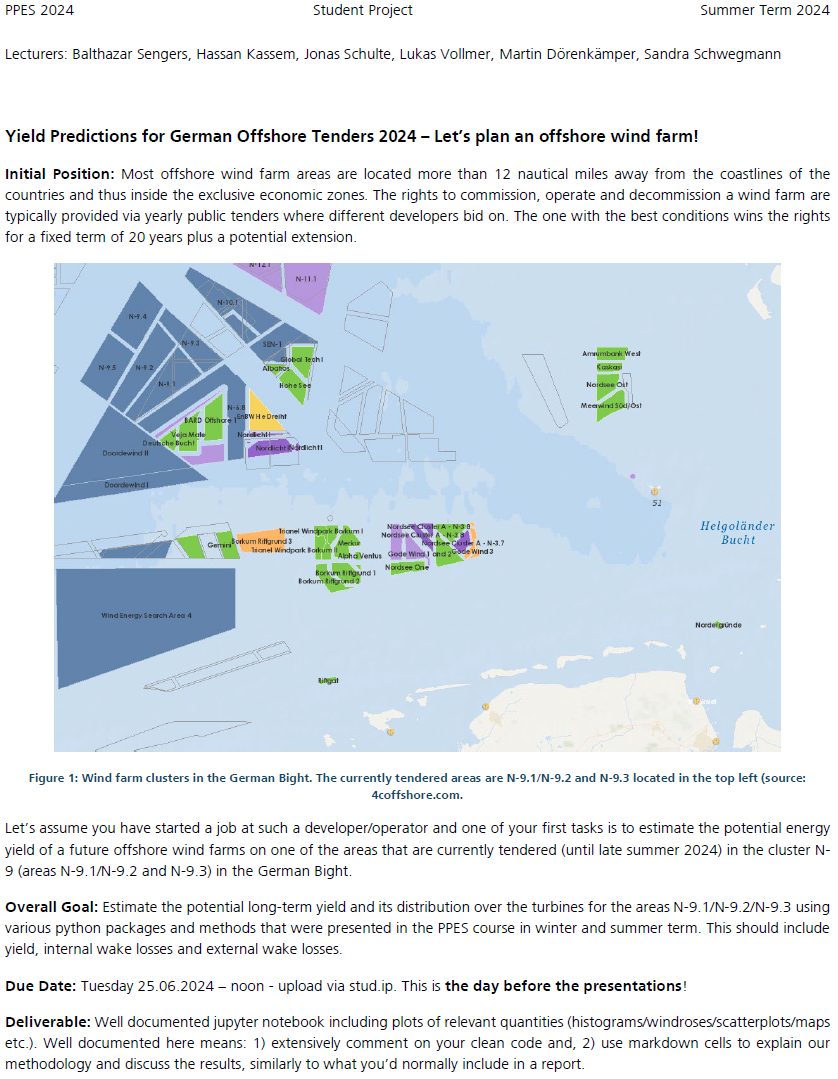 PPES 2024 Student Project Summer Term 2024
Lecturers: Balthazar Sengers, Hassan Kassem, Jonas Schulte, Lukas Vollmer, Martin Dörenkämper, Sandra Schwegmann
Yield Predictions for German Offshore Tenders 2024 – Let's plan an offshore wind farm!
Initial Position: Most offshore wind farm areas are located more than 12 nautical miles away from the coastlines of the
countries and thus inside the exclusive economic zones. The rights to commission, operate and decommission a wind farm are
typically provided via yearly public tenders where different developers bid on. The one with the best conditions wins the rights
for a fixed term of 20 years plus a potential extension.
N-12.1
N-11.1
N-10.1
N-9.4
N-9.3
SEN-1
Global Tech I
Albatros
Hohe See
N-9.5
N-9.2
N-9.1
Amrumbank West
Kaskasi
Nordsee Ost
Meerwind Süd/Ost
N-6.8
EnBW He Dreiht
BARD Offshore 1
Veja Mate
Nordlicht I
Deutsche Bucht
Nordlicht I
Nordlicht II
Doordewind II
Doordewind I
51
Helgoländer
Bucht
Nordsee Cluster A - N-3.8
Trianel Windpark Borkum I
Nordsee Cluster A - N-3.8
Gemini
Borkum Riffgrund 3
Merkur
Nordsee Cluster A - N-3.7
Trianel Windpark Borkum II
Alpha Ventus
Gode Wind 1 and 2
Gode Wind 3
Nordsee One
Borkum Riffgrund 1
Borkum Riffgrund 2
Wind Energy Search Area 4
Nordergründe
Riffgat
Figure 1: Wind farm clusters in the German Bight. The currently tendered areas are N-9.1/N-9.2 and N-9.3 located in the top left (source:
4coffshore.com.
Let's assume you have started a job at such a developer/operator and one of your first tasks is to estimate the potential energy
yield of a future offshore wind farms on one of the areas that are currently tendered (until late summer 2024) in the cluster N-
9 (areas N-9.1/N-9.2 and N-9.3) in the German Bight.
Overall Goal: Estimate the potential long-term yield and its distribution over the turbines for the areas N-9.1/N-9.2/N-9.3 using
various python packages and methods that were presented in the PPES course in winter and summer term. This should include
yield, internal wake losses and external wake losses.
Due Date: Tuesday 25.06.2024 – noon - upload via stud.ip. This is the day before the presentations!
Deliverable: Well documented jupyter notebook including plots of relevant quantities (histograms/windroses/scatterplots/maps
etc.). Well documented here means: 1) extensively comment on your clean code and, 2) use markdown cells to explain our
methodology and discuss the results, similarly to what you'd normally include in a report.